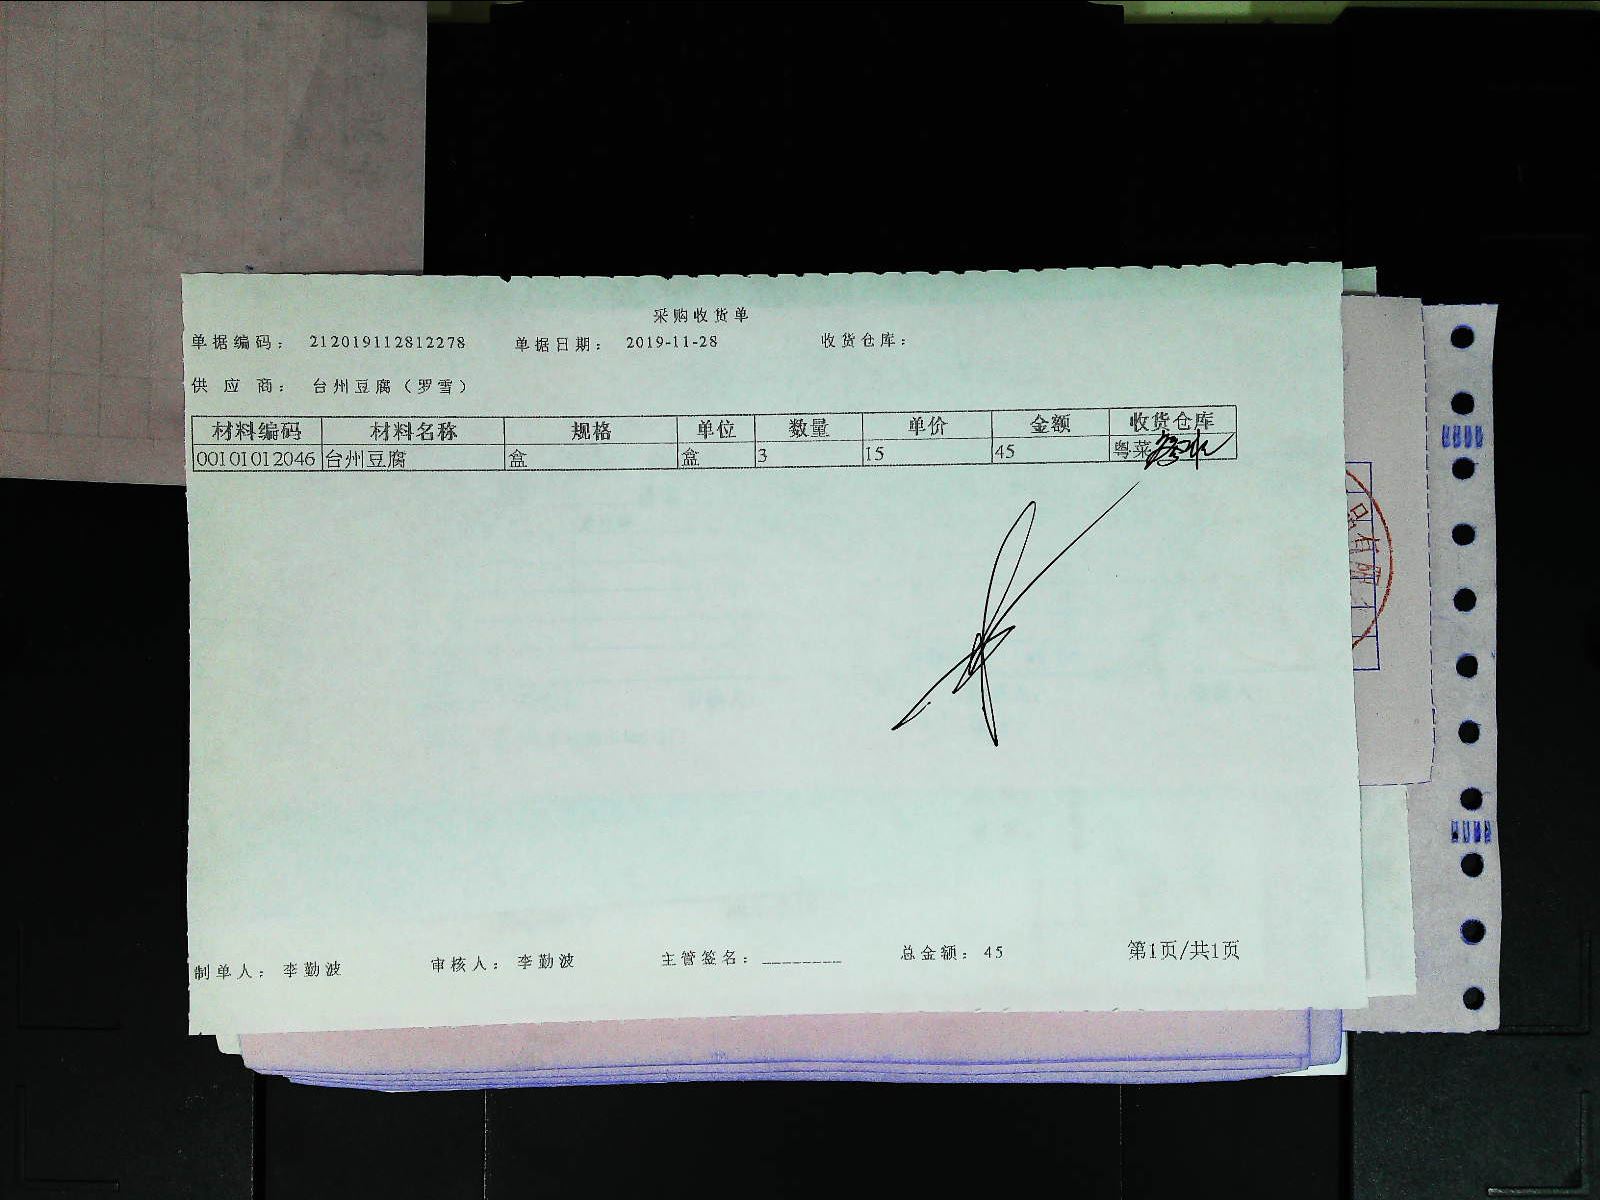 采购收货单
单据编码： 212019112812278 单据日期： 2019-11-28 收货仓库：
供 应 商： 台州豆腐（罗雪）
材料编码 材料名称 规格 单位 数量 单价 金额 收货仓库
00101012046 台州豆腐 盒 盒 3 15 45 粤菜
制单人： 李勤波 审核人： 李勤波 主管签名：________ 总金额： 45 第1页/共1页